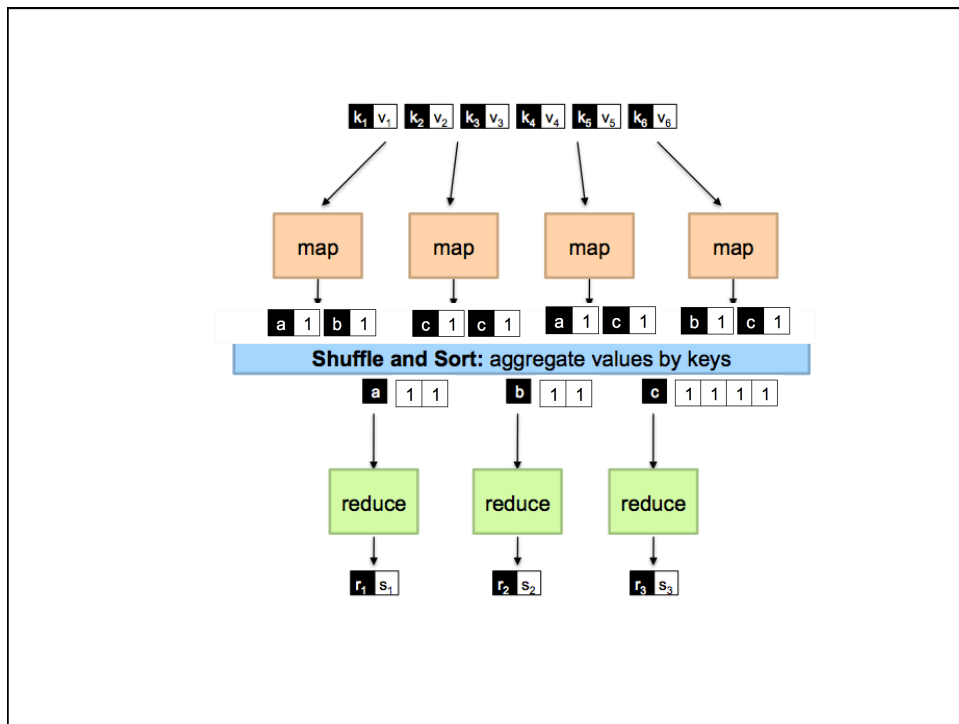 k₁ v₁ k₂ v₂ k₃ v₃ k₄ v₄ k₅ v₅ k₆ v₆
map map map map
a 1 b 1 c 1 c 1 a 1 c 1 b 1 c 1
Shuffle and Sort: aggregate values by keys
a 1 1 b 1 1 c 1 1 1 1
reduce reduce reduce
r₁ s₁ r₂ s₂ r₃ s₃